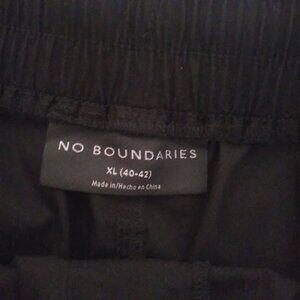 NO BOUNDARIES
XL (40-42)
Made in/Hecho en China